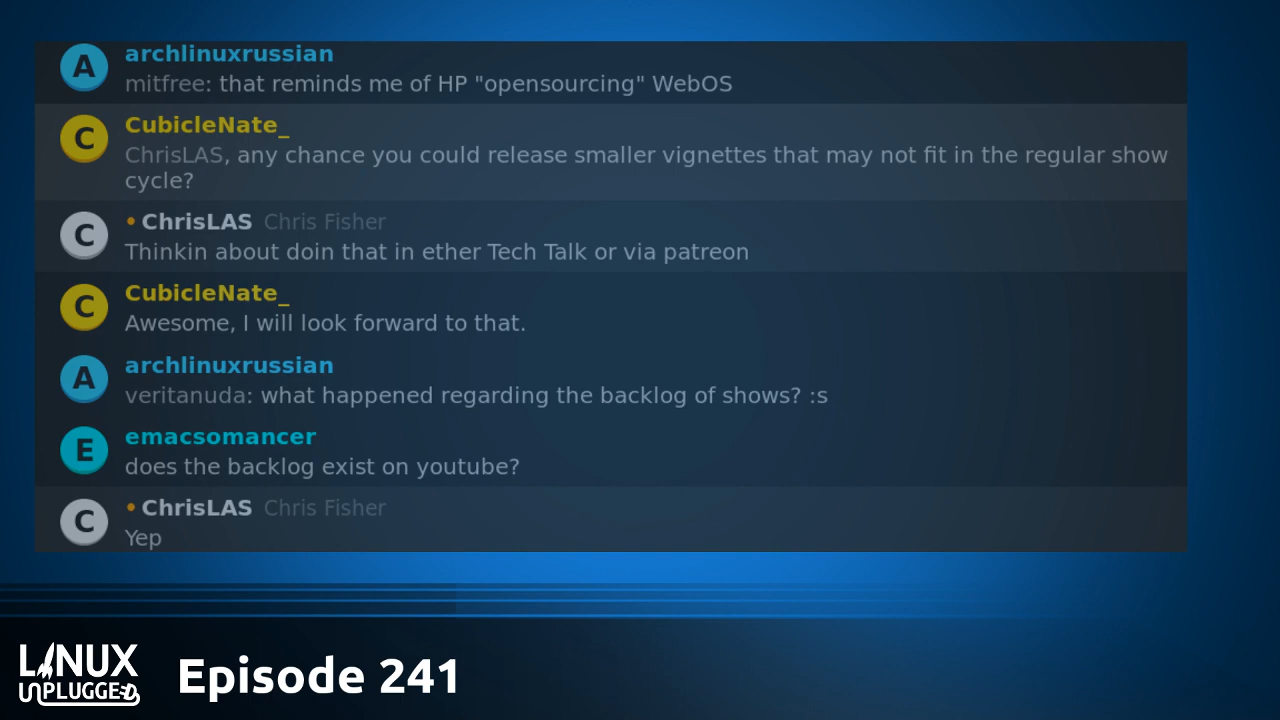 A
archlinuxrussian
mitfree: that reminds me of HP "opensourcing" WebOS
C
CubicleNate_
ChrisLAS, any chance you could release smaller vignettes that may not fit in the regular show
cycle?
C
• ChrisLAS Chris Fisher
Thinkin about doin that in ether Tech Talk or via patreon
C
CubicleNate_
Awesome, I will look forward to that.
A
archlinuxrussian
veritanuda: what happened regarding the backlog of shows? :s
E
emacsomancer
does the backlog exist on youtube?
C
• ChrisLAS Chris Fisher
Yep
LINUX
UNPLUGGED
Episode 241